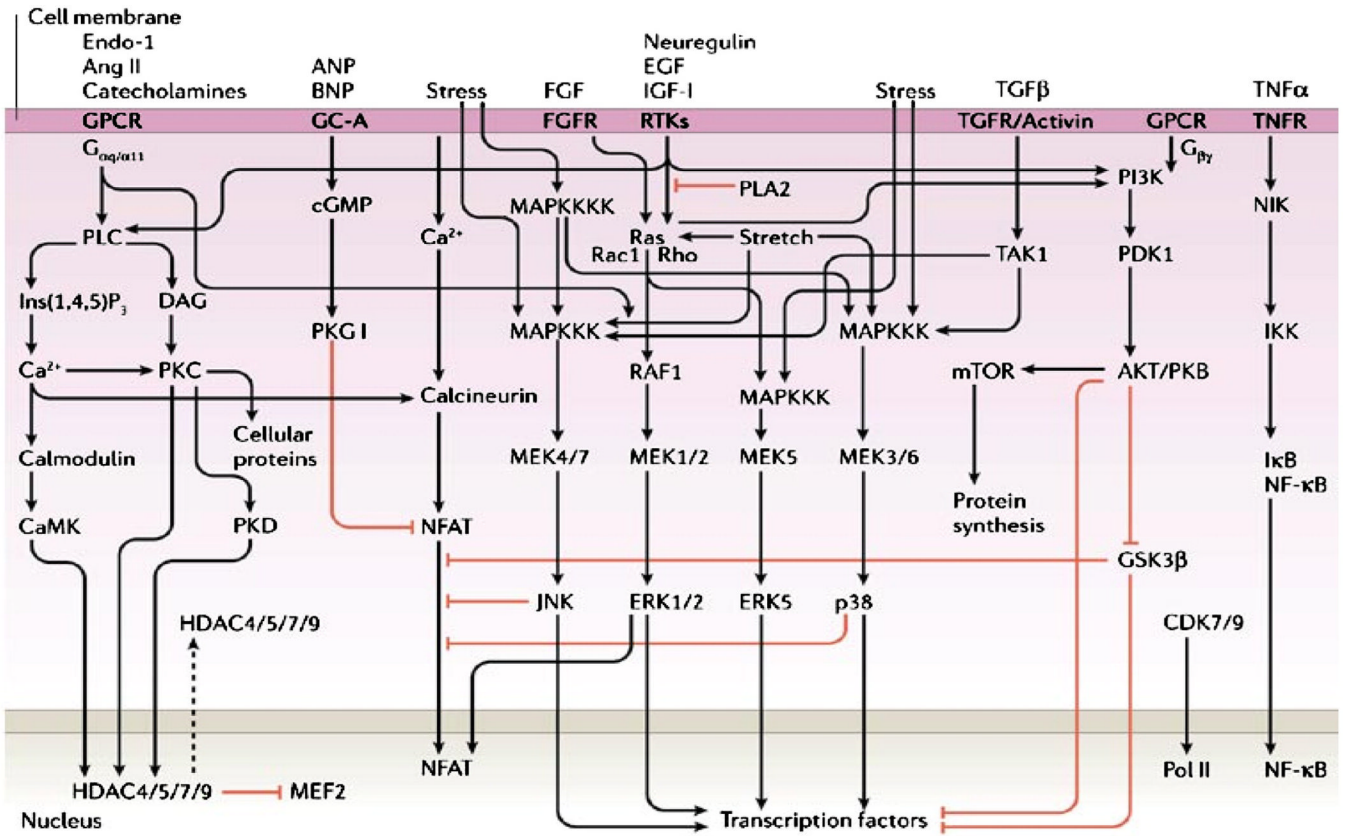 Cell membrane
Endo-1
Ang II
Catecholamines
ANP
BNP
Stress
FGF
Neuregulin
EGF
IGF-I
Stress
TGFβ
TNFα
GPCR
GC-A
FGFR
RTKs
TGFR/Activin
GPCR
TNFR
Gαq/α11
Gβγ
cGMP
MAPKKKK
PLA2
PI3K
NIK
PLC
Ca²⁺
Ras
Rac1
Rho
Stretch
TAK1
PDK1
Ins(1,4,5)P₃
DAG
PKG I
MAPKKK
MAPKKK
IKK
Ca²⁺
PKC
Calcineurin
RAF1
MAPKKK
mTOR
AKT/PKB
Cellular
proteins
Calmodulin
MEK4/7
MEK1/2
MEK5
MEK3/6
IκB
NF-κB
Protein
synthesis
CaMK
PKD
NFAT
GSK3β
JNK
ERK1/2
ERK5
p38
HDAC4/5/7/9
CDK7/9
NFAT
Pol II
NF-κB
HDAC4/5/7/9
MEF2
Nucleus
Transcription factors